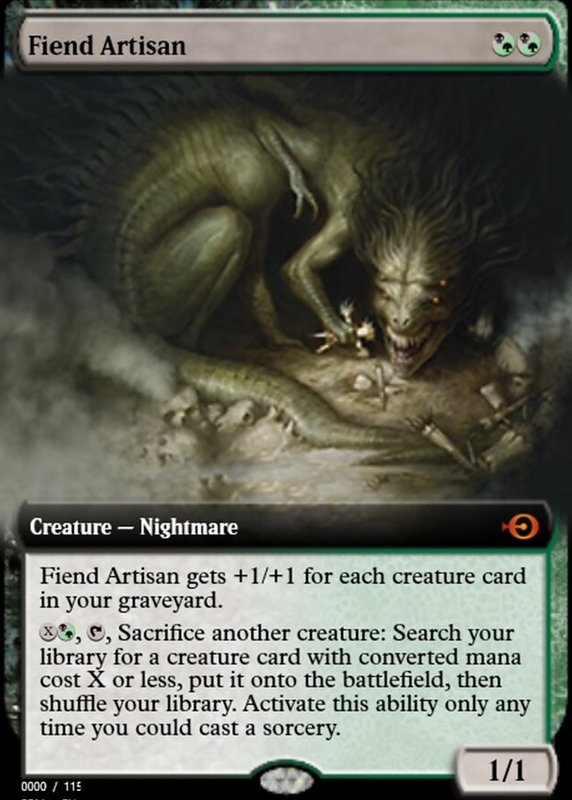 Fiend Artisan
Creature — Nightmare
Fiend Artisan gets +1/+1 for each creature card
in your graveyard.
X, , Sacrifice another creature: Search your
library for a creature card with converted mana
cost X or less, put it onto the battlefield, then
shuffle your library. Activate this ability only any
time you could cast a sorcery.
1/1
0000 / 115